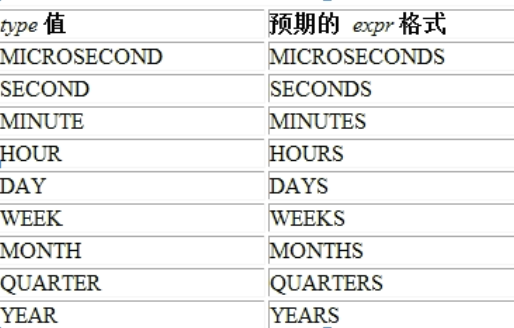 type 值 预期的 expr 格式
MICROSECOND MICROSECONDS
SECOND SECONDS
MINUTE MINUTES
HOUR HOURS
DAY DAYS
WEEK WEEKS
MONTH MONTHS
QUARTER QUARTERS
YEAR YEARS